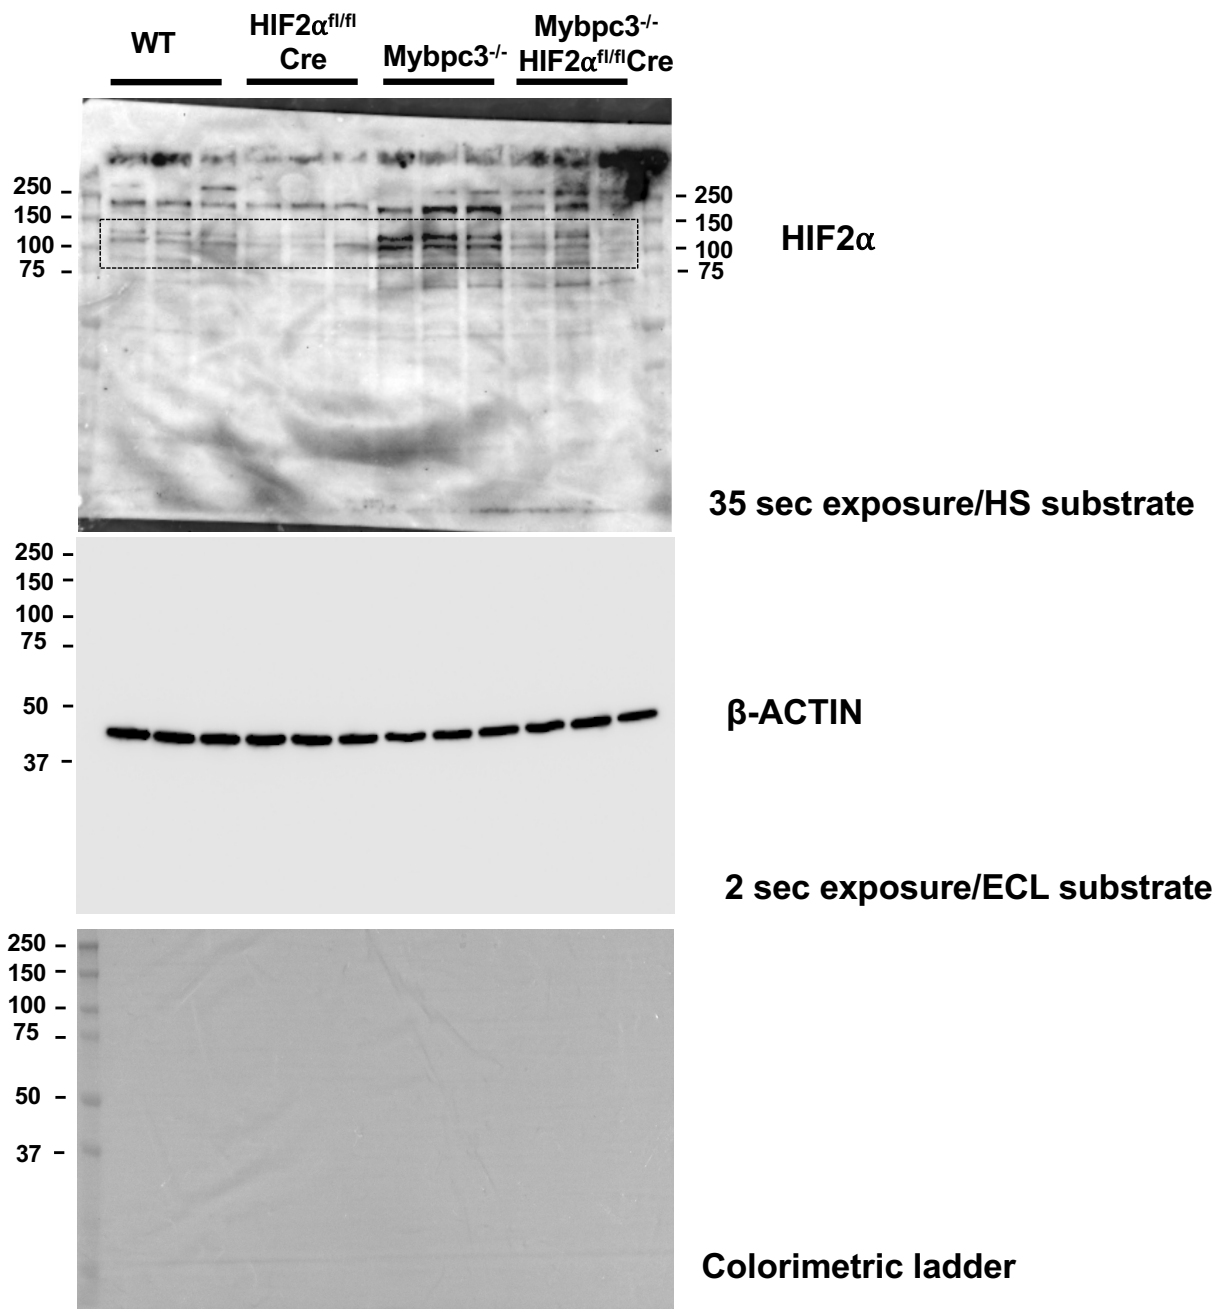 WT
HIF2α^fl/fl
Cre
Mybpc3^-/-
Mybpc3^-/-
HIF2α^fl/flCre
250 –
150 –
100 –
75 –
– 250
– 150
– 100
– 75
HIF2α
35 sec exposure/HS substrate
250 –
150 –
100 –
75 –
50 –
37 –
β-ACTIN
2 sec exposure/ECL substrate
250 –
150 –
100 –
75 –
50 –
37 –
Colorimetric ladder